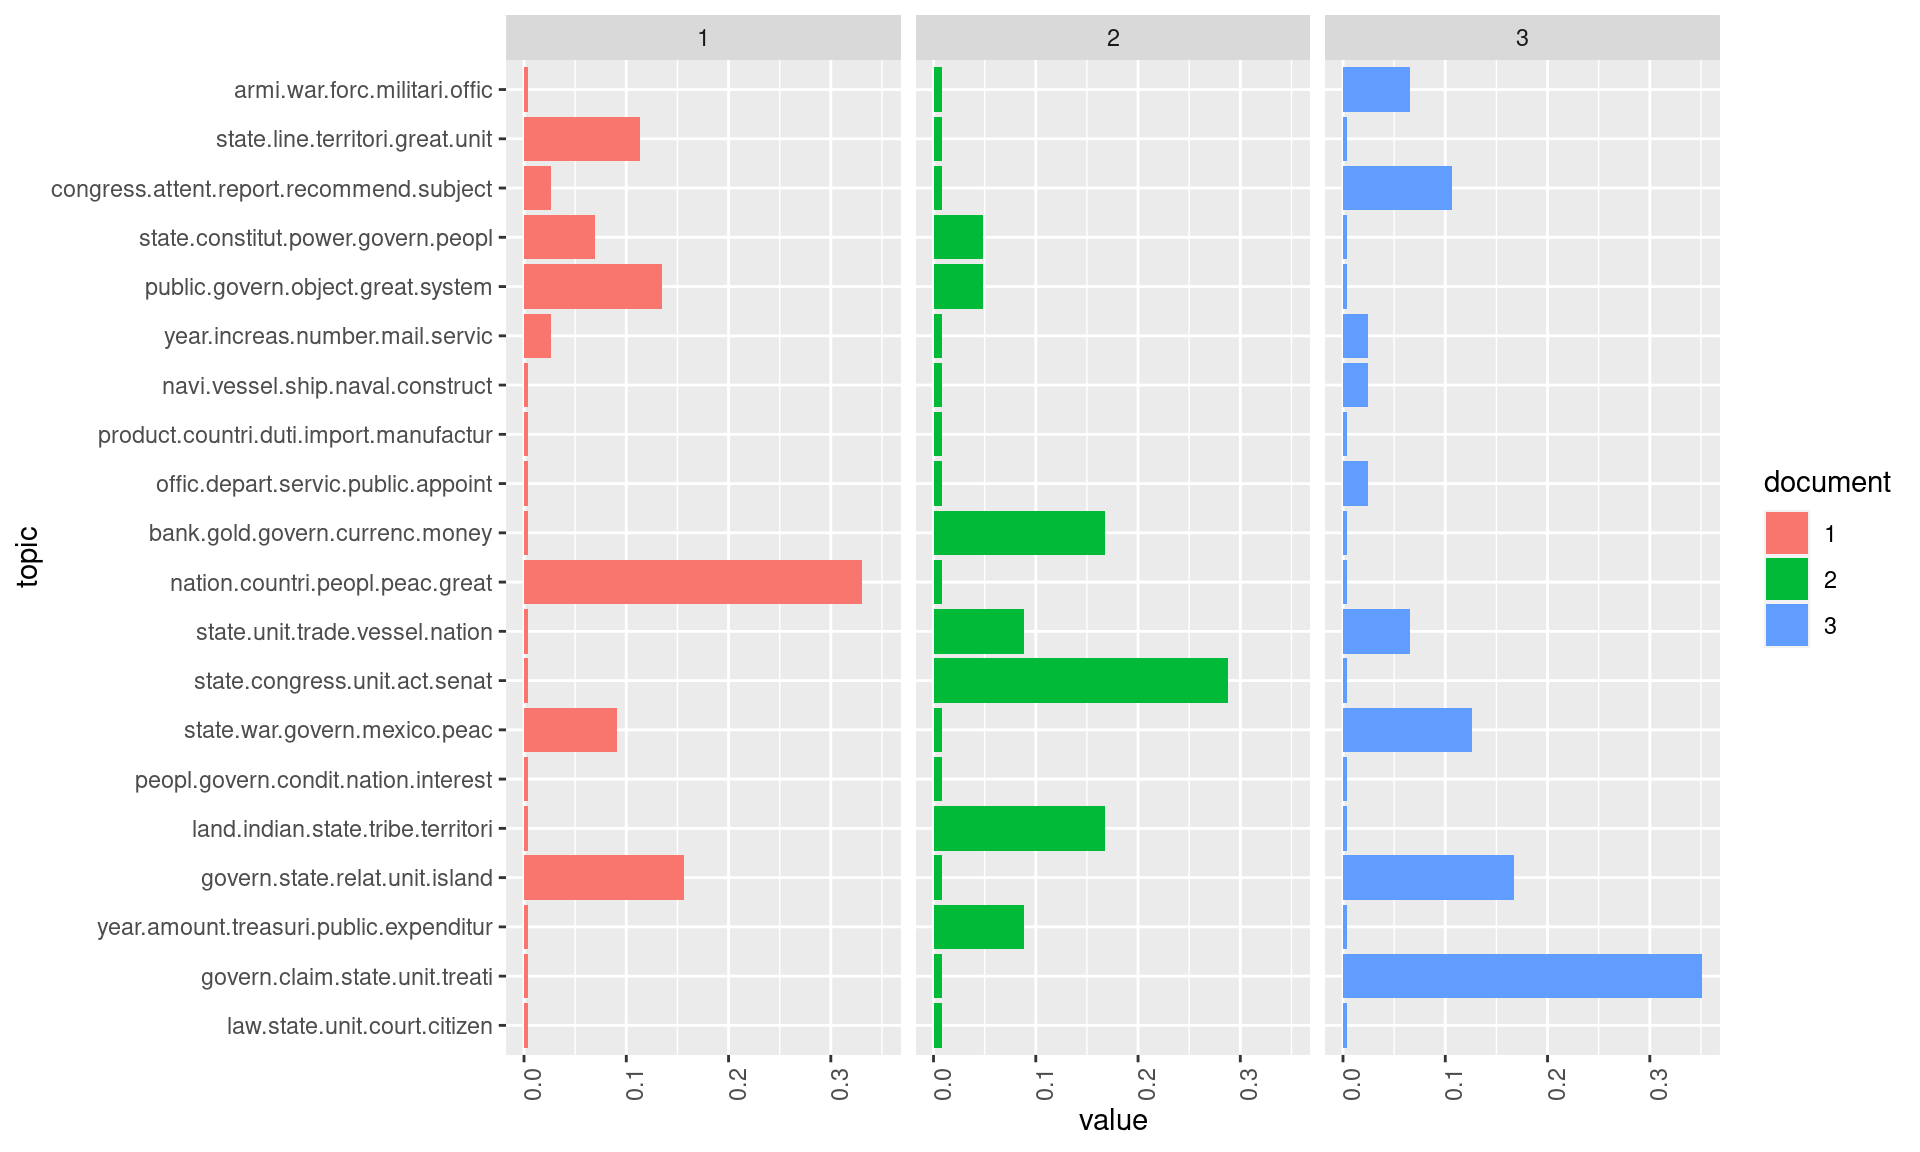 1
2
3
armi.war.forc.militari.offic
state.line.territori.great.unit
congress.attent.report.recommend.subject
state.constitut.power.govern.peopl
public.govern.object.great.system
year.increas.number.mail.servic
navi.vessel.ship.naval.construct
product.countri.duti.import.manufactur
offic.depart.servic.public.appoint
bank.gold.govern.currenc.money
nation.countri.peopl.peac.great
state.unit.trade.vessel.nation
state.congress.unit.act.senat
state.war.govern.mexico.peac
peopl.govern.condit.nation.interest
land.indian.state.tribe.territori
govern.state.relat.unit.island
year.amount.treasuri.public.expenditur
govern.claim.state.unit.treati
law.state.unit.court.citizen
topic
0.0
0.1
0.2
0.3
0.0
0.1
0.2
0.3
0.0
0.1
0.2
0.3
value
document
1
2
3